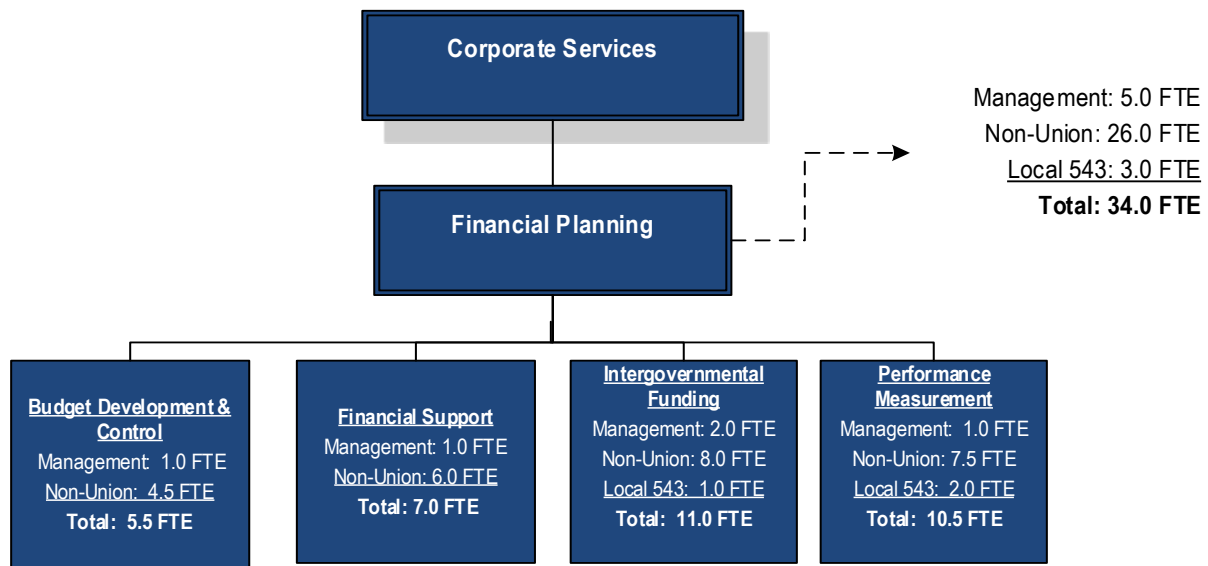 Corporate Services
Management: 5.0 FTE
Non-Union: 26.0 FTE
Local 543: 3.0 FTE
Total: 34.0 FTE
Financial Planning
Budget Development &
Control
Management: 1.0 FTE
Non-Union: 4.5 FTE
Total: 5.5 FTE
Financial Support
Management: 1.0 FTE
Non-Union: 6.0 FTE
Total: 7.0 FTE
Intergovernmental
Funding
Management: 2.0 FTE
Non-Union: 8.0 FTE
Local 543: 1.0 FTE
Total: 11.0 FTE
Performance
Measurement
Management: 1.0 FTE
Non-Union: 7.5 FTE
Local 543: 2.0 FTE
Total: 10.5 FTE